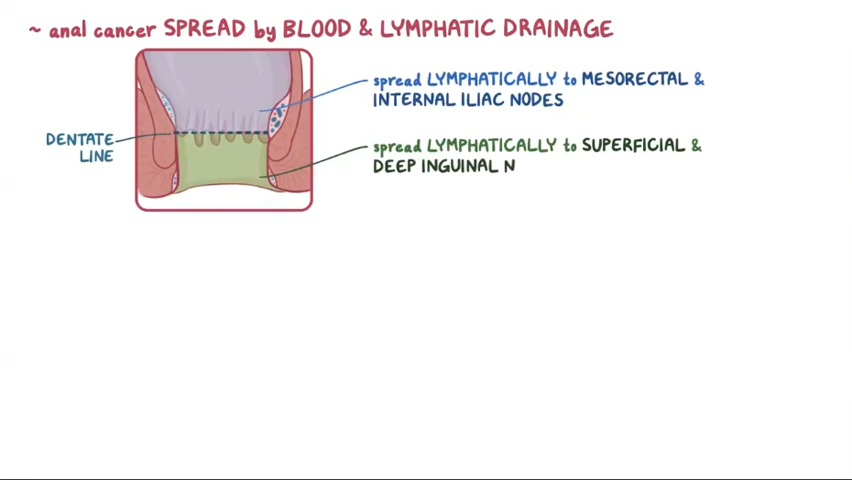 ~ anal cancer SPREAD by BLOOD & LYMPHATIC DRAINAGE
spread LYMPHATICALLY to MESORECTAL &
INTERNAL ILIAC NODES
DENTATE
LINE
spread LYMPHATICALLY to SUPERFICIAL &
DEEP INGUINAL N